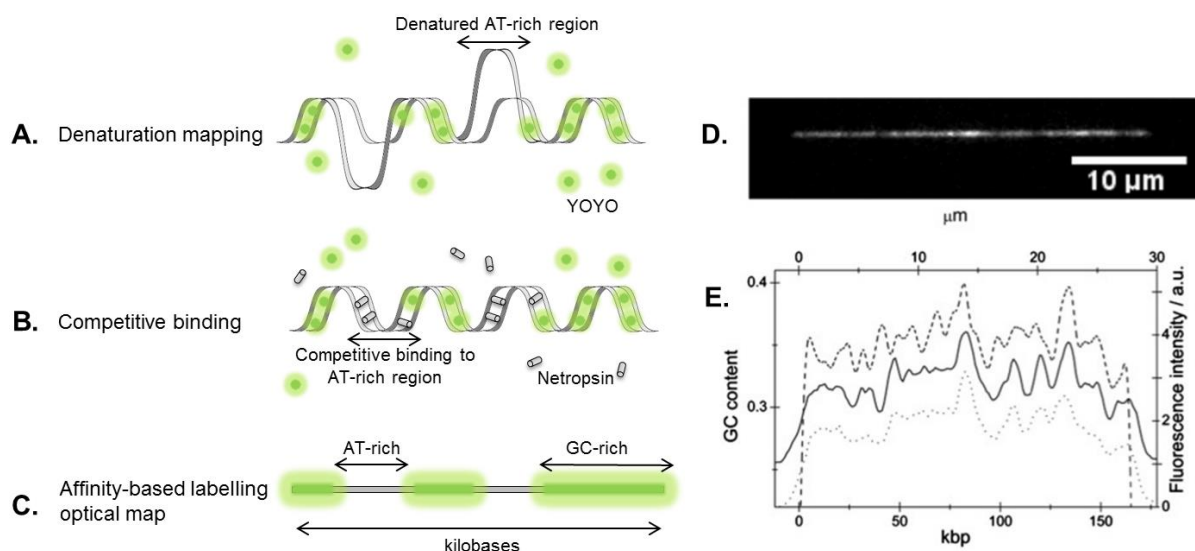 Denatured AT-rich region
A. Denaturation mapping
YOYO
B. Competitive binding
Competitive binding to
AT-rich region
Netropsin
AT-rich
GC-rich
C. Affinity-based labelling
optical map
kilobases
D.
10 μm
E.
μm
0 10 20 30
0.4
0.3
GC content
0 50 100 150
kbp
4
2
0
Fluorescence intensity / a.u.